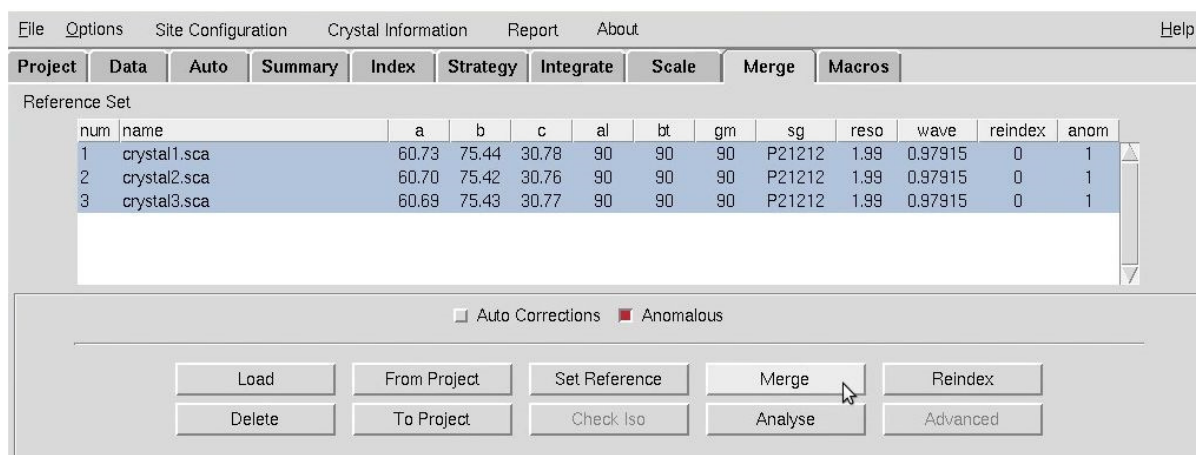 File Options Site Configuration Crystal Information Report About Help
Project Data Auto Summary Index Strategy Integrate Scale Merge Macros
Reference Set
num name a b c al bt gm sg reso wave reindex anom
1 crystal1.sca 60.73 75.44 30.78 90 90 90 P21212 1.99 0.97915 0 1
2 crystal2.sca 60.70 75.42 30.76 90 90 90 P21212 1.99 0.97915 0 1
3 crystal3.sca 60.69 75.43 30.77 90 90 90 P21212 1.99 0.97915 0 1
Auto Corrections Anomalous
Load From Project Set Reference Merge Reindex
Delete To Project Check Iso Analyse Advanced